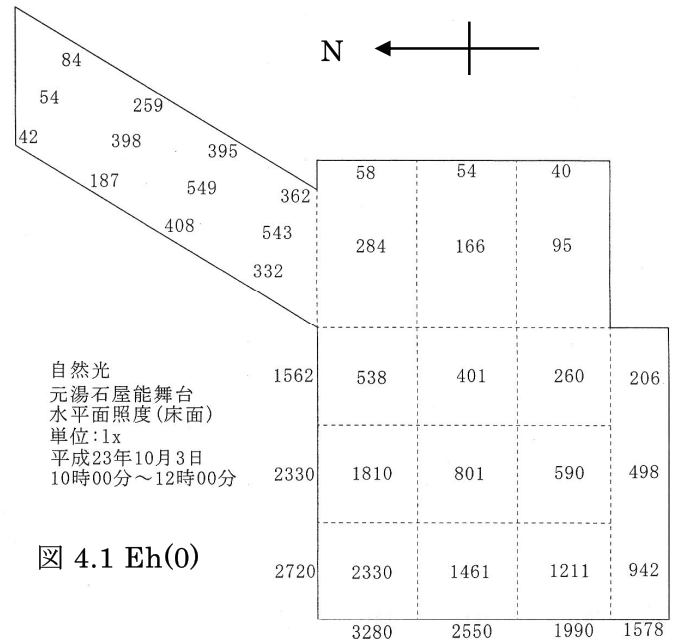 N
84
54
259
42
398
395
187
549
362
408
543
332
58 54 40
284 166 95
自然光
元湯石屋能舞台
水平面照度(床面)
単位:lx
平成23年10月3日
10時00分～12時00分
図 4.1 Eh(0)
1562 538 401 260 206
2330 1810 801 590 498
2720 2330 1461 1211 942
3280 2550 1990 1578